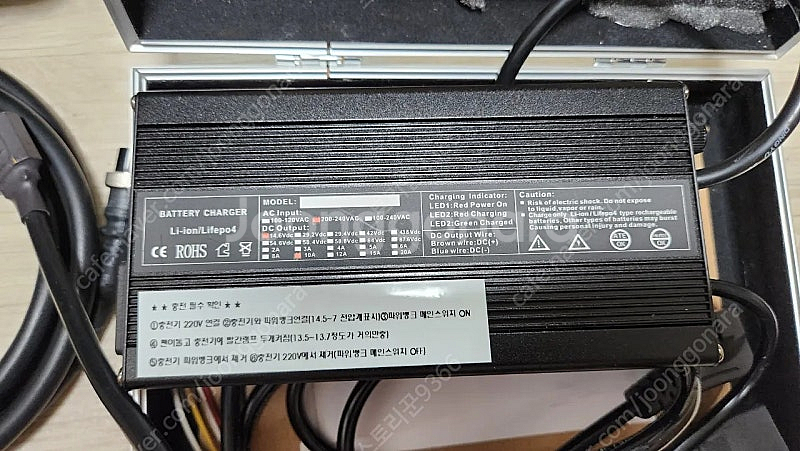 BATTERY CHARGER
Li-ion/Lifepo4
CE ROHS
MODEL:
AC Input:
100-120VAC 200-240VAC 100-240VAC
DC Output:
14.6Vdc 29.2Vdc 29.4Vdc 42Vdc 43.8Vdc
54.6Vdc 58.4Vdc 58.8Vdc 84Vdc 87.6Vdc
2A 3A 4A 5A
8A 10A 12A 15A 20A
Charging Indicator:
LED1:Red Power On
LED2:Red Charging
LED2:Green Charged
DC Output Wire:
Brown wire:DC(+)
Blue wire:DC(-)
Caution:
Risk of electric shock. Do not expose
to liquid,vapor or rain.
Charge only Li-ion/Lifepo4 type rechargeable
batteries. Other types of batteries may burst
Causing personal injury and damage.
★★ 충전 필수 확인 ★★
①충전기 220V 연결 ②충전기와 파워뱅크연결(14.5-7 전압계표시)③파워뱅크 메인스위치 ON
④ 팬이돌고 충전기에 빨간램프 두개켜짐(13.5-13.7정도가 거의만충)
⑤충전기 파워뱅크에서 제거 ⑥충전기 220V에서 제거(파워뱅크 메인스위치 OFF)